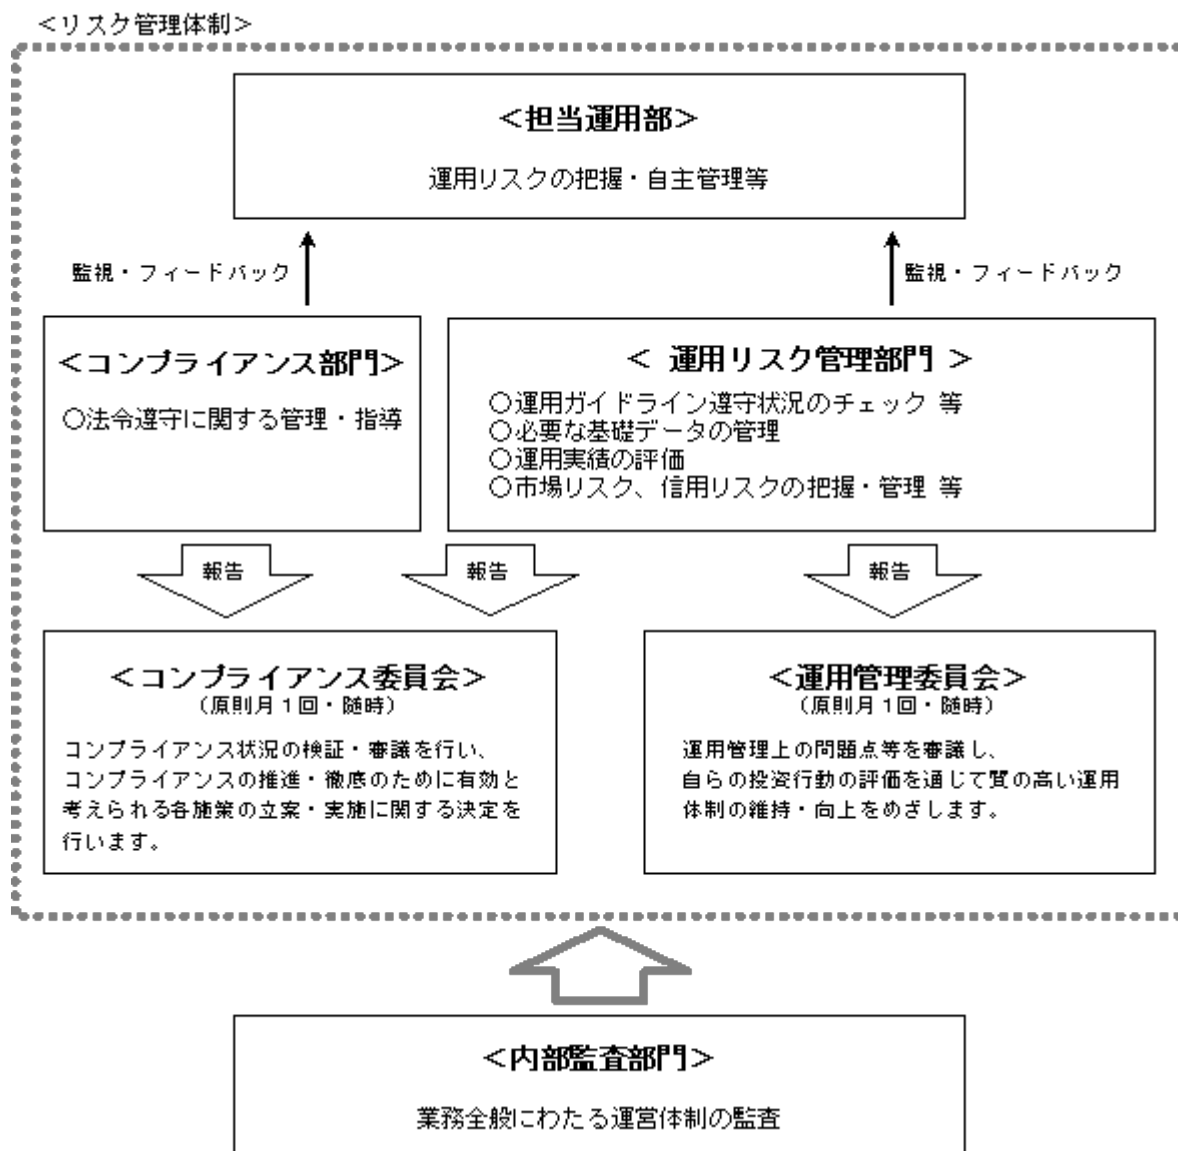 ＜リスク管理体制＞
＜担当運用部＞
運用リスクの把握・自主管理等
監視・フィードバック
監視・フィードバック
＜コンプライアンス部門＞
○法令遵守に関する管理・指導
＜ 運用リスク管理部門 ＞
○運用ガイドライン遵守状況のチェック 等
○必要な基礎データの管理
○運用実績の評価
○市場リスク、信用リスクの把握・管理 等
報告
報告
報告
＜コンプライアンス委員会＞
（原則月１回・随時）
コンプライアンス状況の検証・審議を行い、
コンプライアンスの推進・徹底のために有効と
考えられる各施策の立案・実施に関する決定を
行います。
＜運用管理委員会＞
（原則月１回・随時）
運用管理上の問題点等を審議し、
自らの投資行動の評価を通じて質の高い運用
体制の維持・向上をめざします。
＜内部監査部門＞
業務全般にわたる運営体制の監査